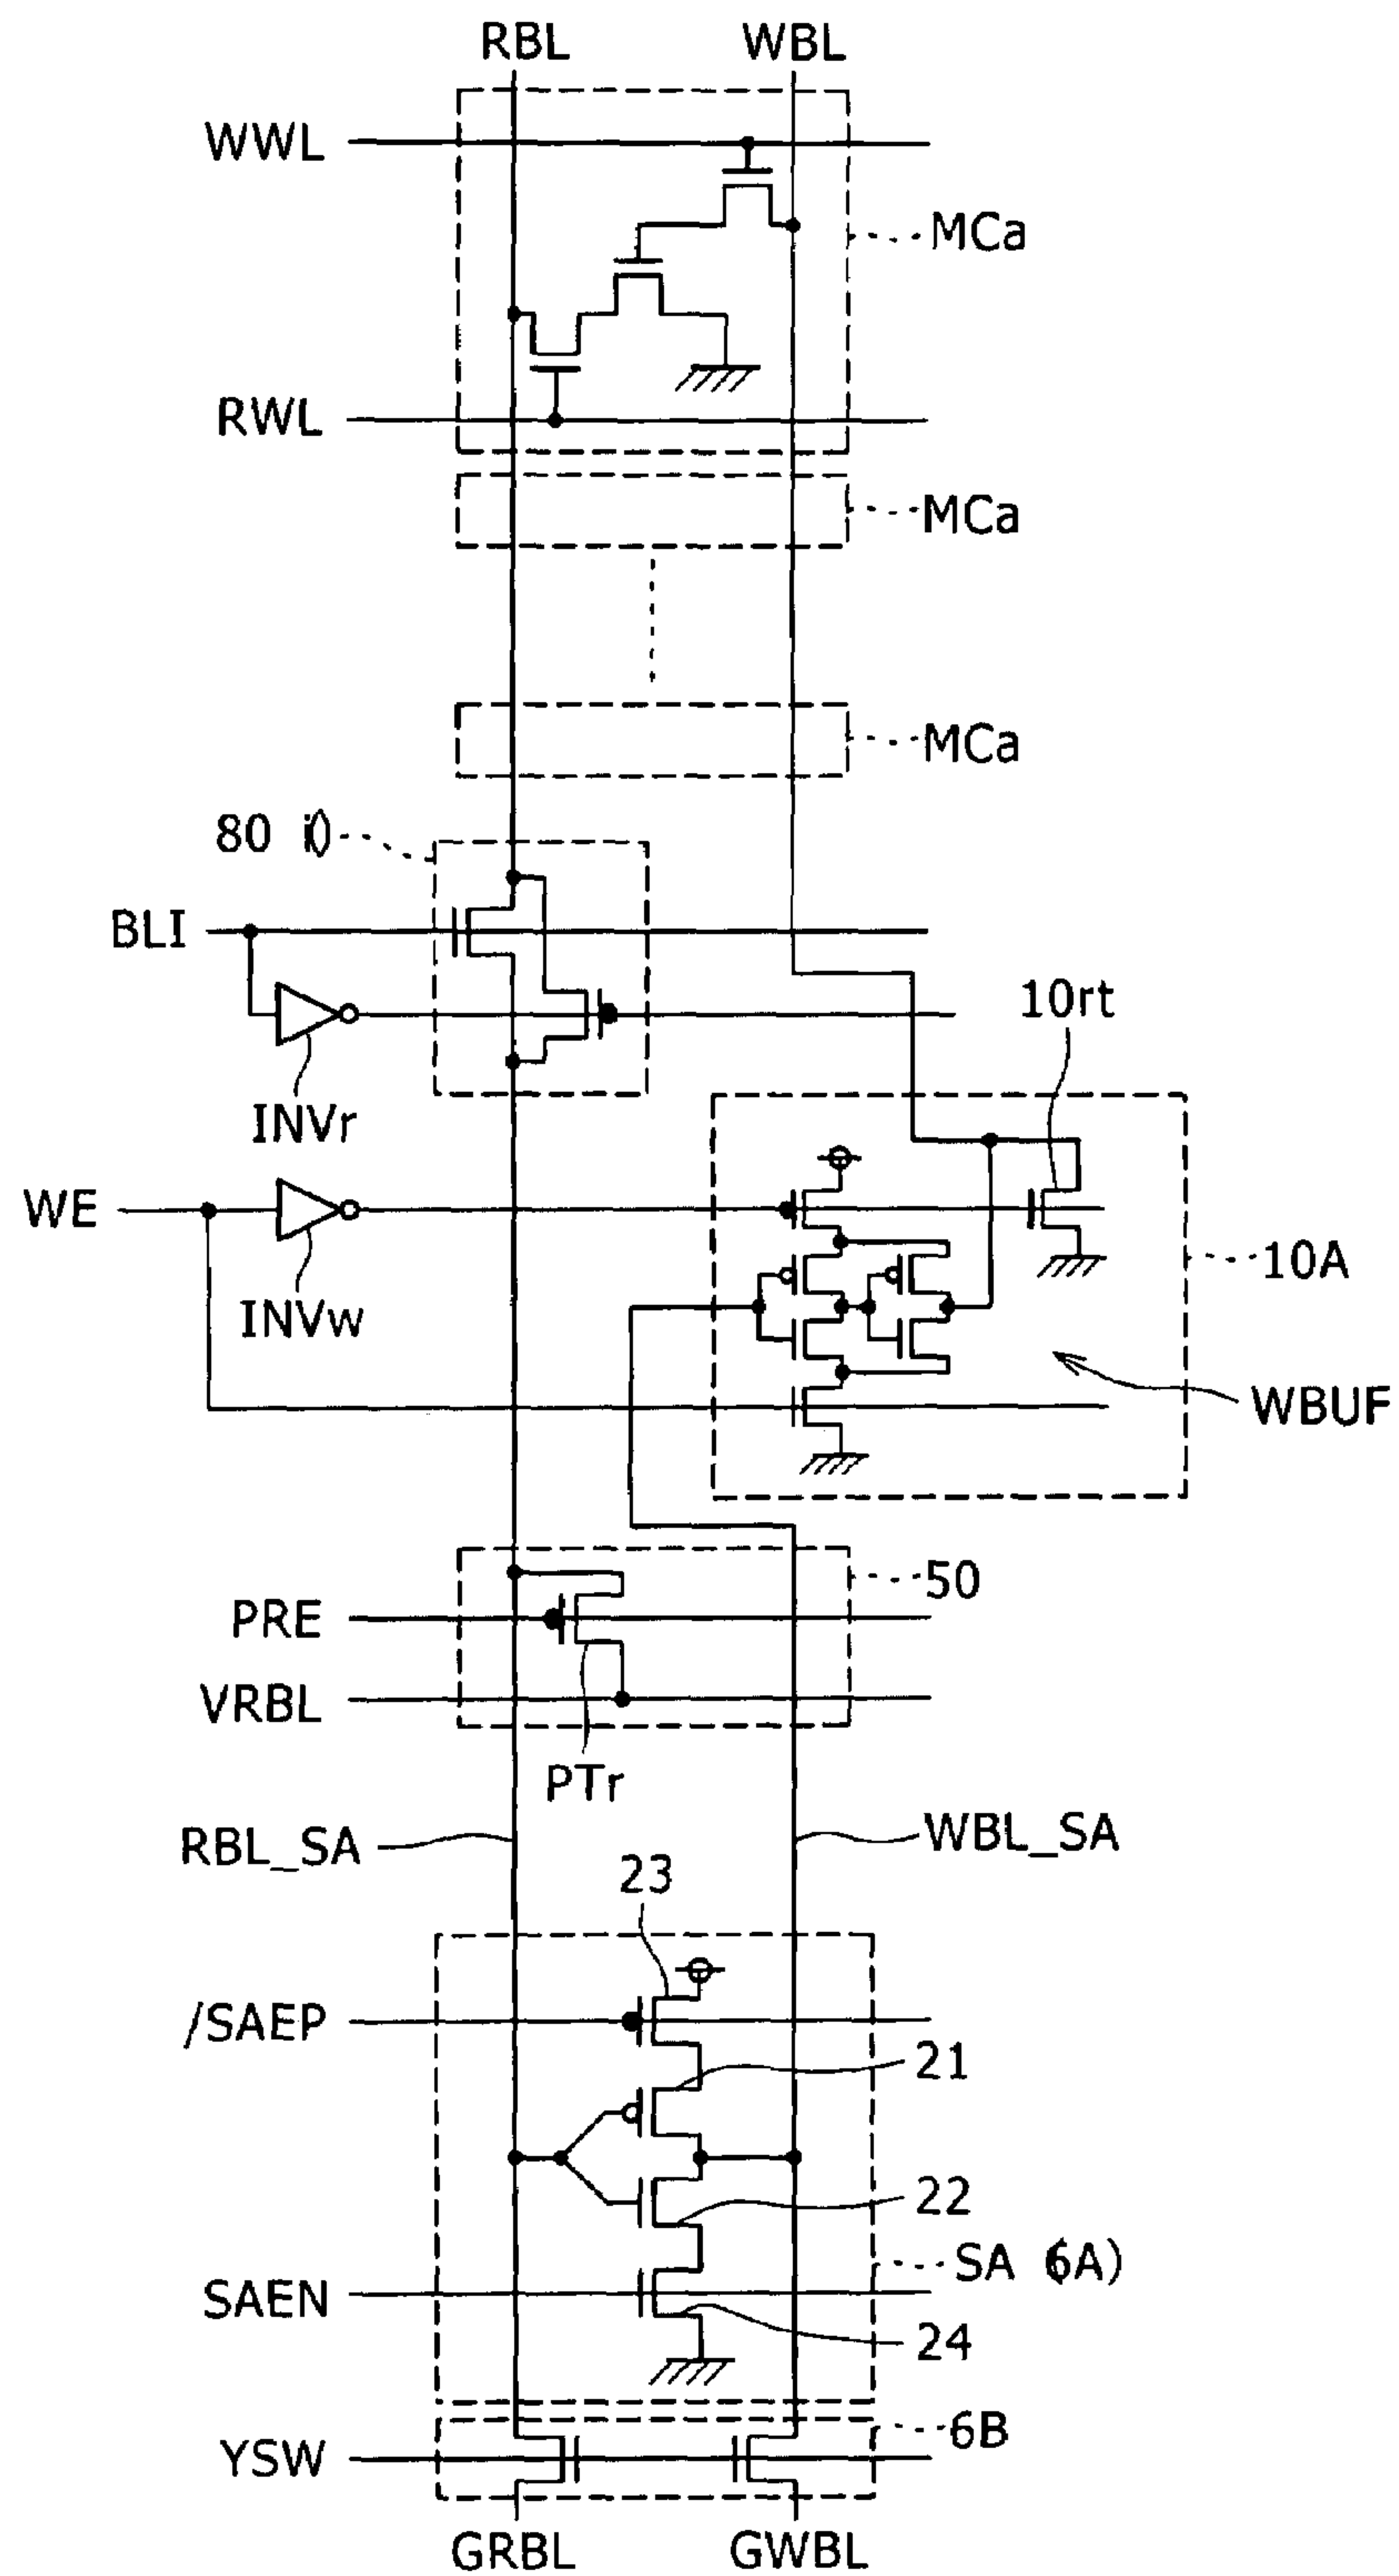 RBL WBL
WWL
MCa
RWL
MCa
MCa
80 i()
BLI
10rt
INVr
WE
10A
INVw
WBUF
50
PRE
VRBL
PTr
RBL_SA
WBL_SA
23
/SAEP
21
22
SA (6A)
SAEN
24
6B
YSW
GRBL GWBL